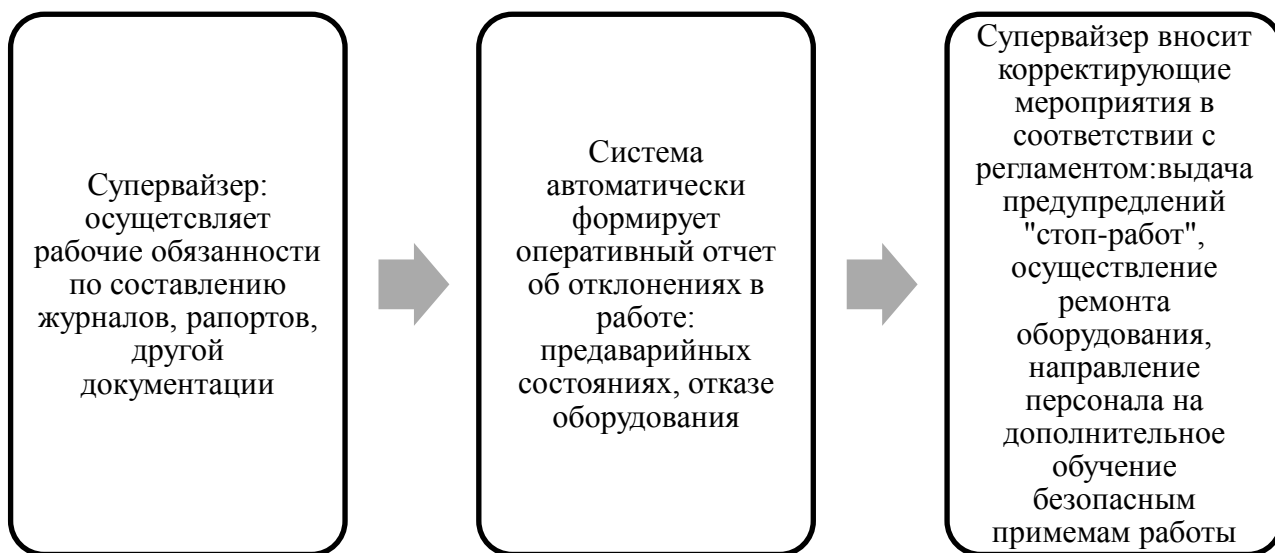 Супервайзер:
осущетсвляет
рабочие обязанности
по составлению
журналов, рапортов,
другой
документации
Система
автоматически
формирует
оперативный отчет
об отклонениях в
работе:
предаварийных
состояниях, отказе
оборудования
Супервайзер вносит
корректирующие
мероприятия в
соответствии с
регламентом:выдача
предупредлений
"стоп-работ",
осуществление
ремонта
оборудования,
направление
персонала на
дополнительное
обучение
безопасным
примемам работы